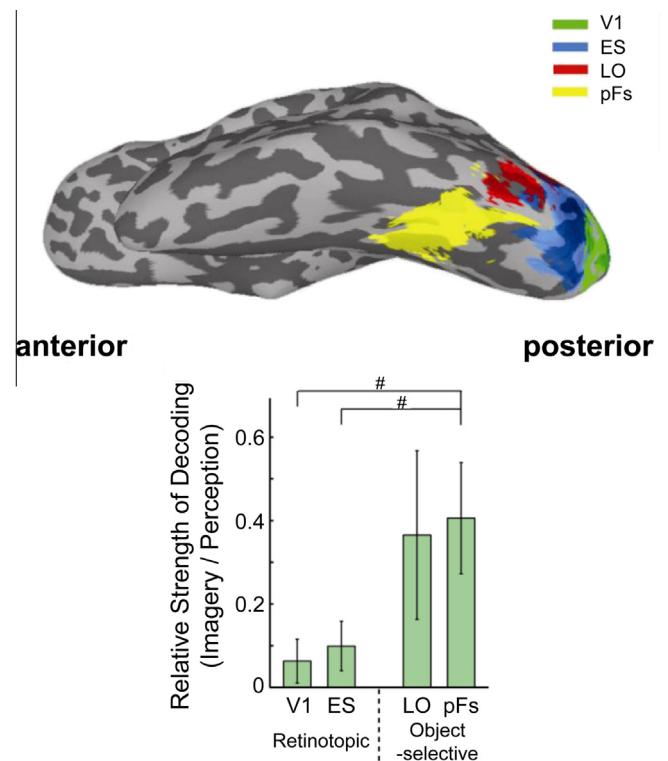 V1
ES
LO
pFs
anterior
posterior
#
#
Relative Strength of Decoding
(Imagery / Perception)
0.6
0.4
0.2
0
V1 ES LO pFs
Retinotopic
Object
-selective